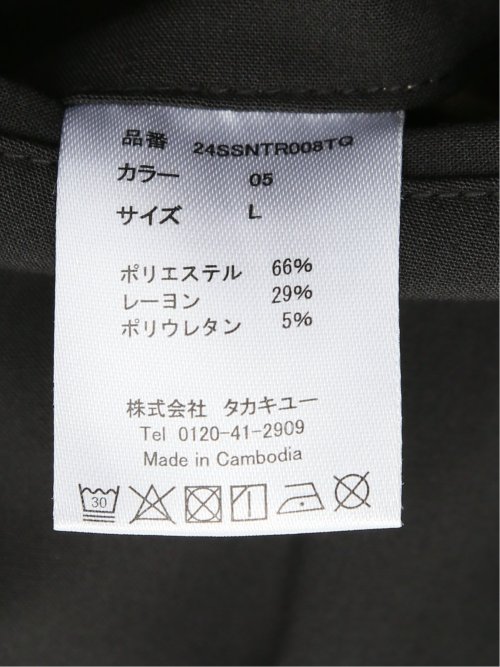 品番 24SSNTR008TQ
カラー 05
サイズ L
ポリエステル 66%
レーヨン 29%
ポリウレタン 5%
株式会社 タカキユー
Tel 0120-41-2909
Made in Cambodia
30